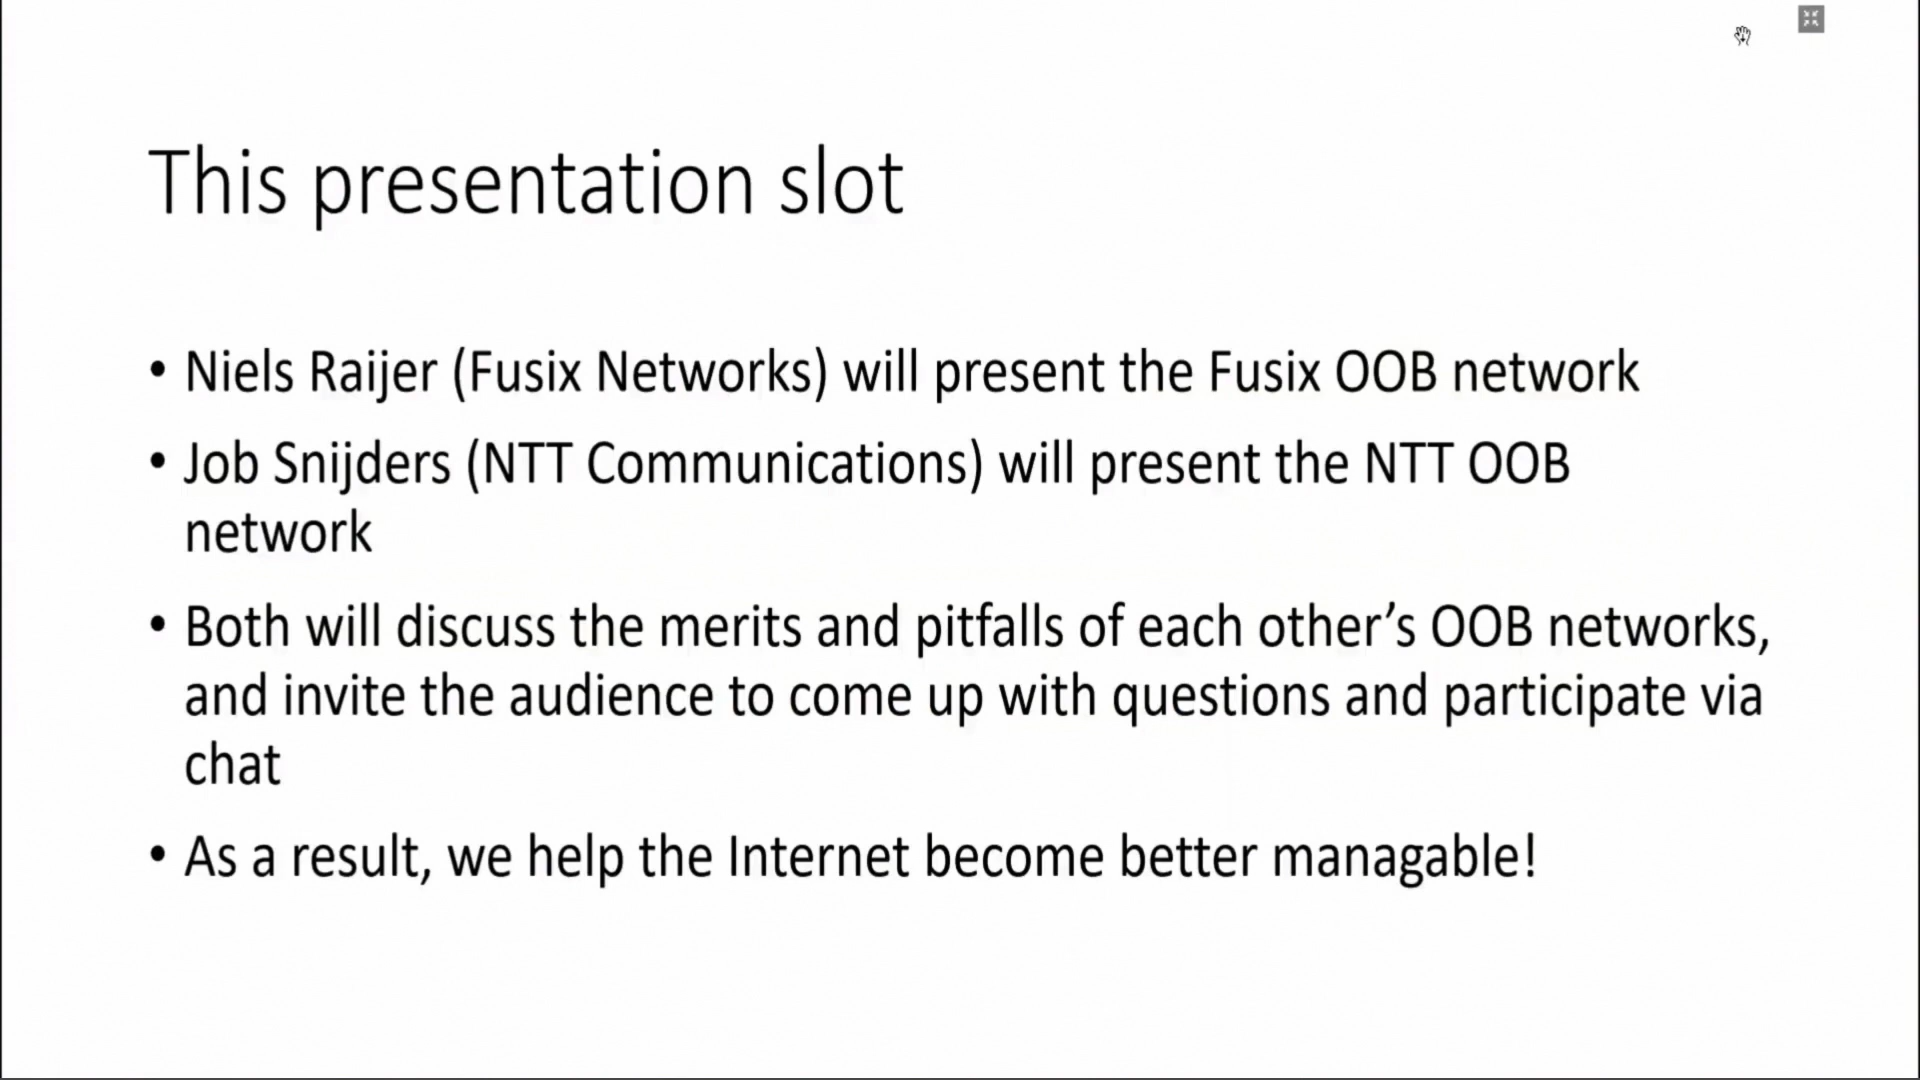 This presentation slot
• Niels Raijer (Fusix Networks) will present the Fusix OOB network
• Job Snijders (NTT Communications) will present the NTT OOB
network
• Both will discuss the merits and pitfalls of each other’s OOB networks,
and invite the audience to come up with questions and participate via
chat
• As a result, we help the Internet become better managable!